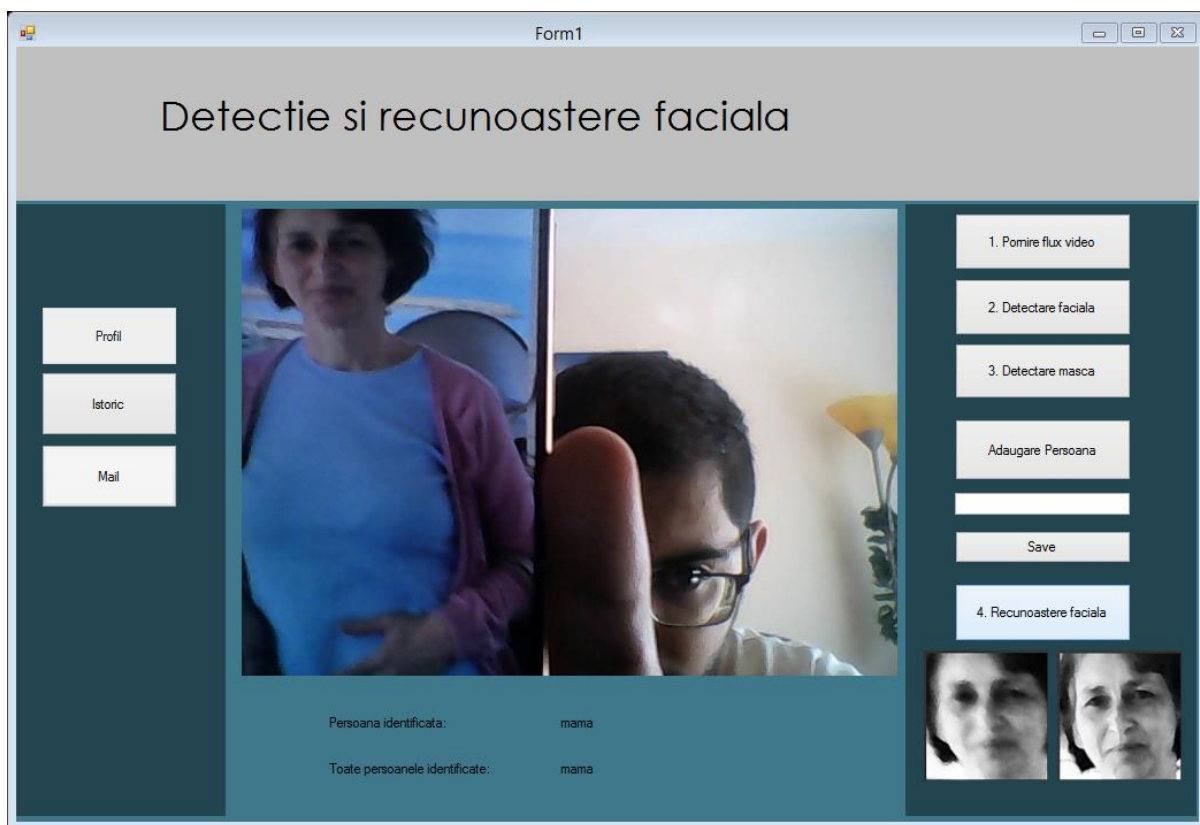 Form1
Detectie si recunoastere faciala
Profil
Istoric
Mail
1. Pornire flux video
2. Detectare faciala
3. Detectare masca
Adaugare Persoana
Save
4. Recunoastere faciala
Persoana identificata: mama
Toate persoanele identificate: mama